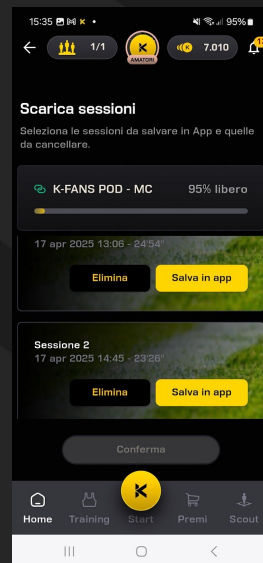 15:35
95%
1/1
AMATORI
7.010
Scarica sessioni
Seleziona le sessioni da salvare in App e quelle
da cancellare.
K-FANS POD - MC
95% libero
17 apr 2025 13:06 - 24'54"
Elimina
Salva in app
Sessione 2
17 apr 2025 14:45 - 23'26"
Elimina
Salva in app
Conferma
Home
Training
Start
Premi
Scout